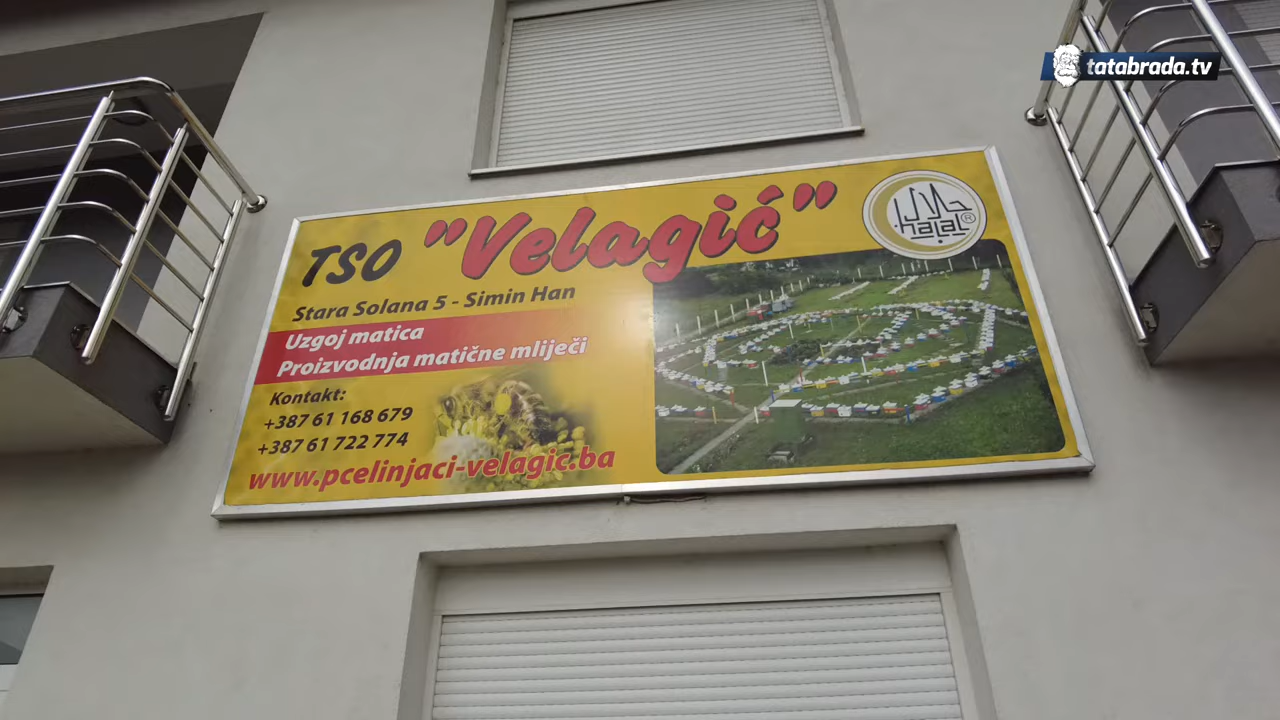 tatabrada.tv
TSO "Velagić"
حلال
halal ®
Stara Solana 5 - Simin Han
Uzgoj matica
Proizvodnja matične mliječi
Kontakt:
+387 61 168 679
+387 61 722 774
www.pcelinjaci-velagic.ba